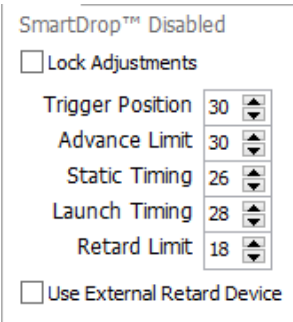 SmartDrop™ Disabled
Lock Adjustments
Trigger Position 30
Advance Limit 30
Static Timing 26
Launch Timing 28
Retard Limit 18
Use External Retard Device